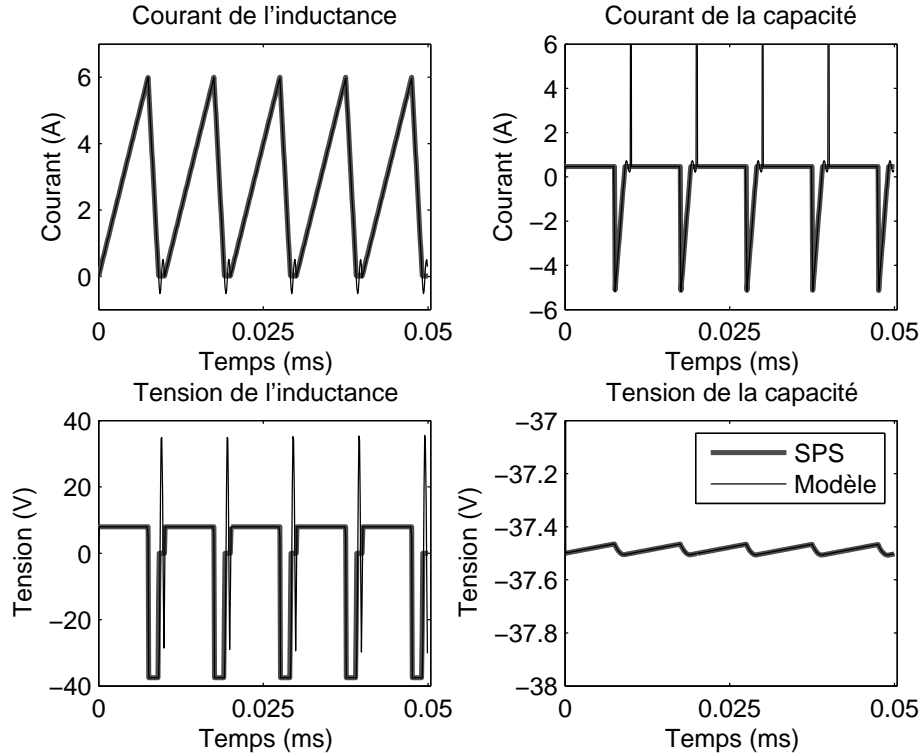 Courant de l’inductance
6
4
2
0
Courant (A)
0
0.025
0.05
Temps (ms)
Courant de la capacité
6
4
2
0
−2
−4
−6
Courant (A)
0
0.025
0.05
Temps (ms)
Tension de l’inductance
40
20
0
−20
−40
Tension (V)
0
0.025
0.05
Temps (ms)
Tension de la capacité
−37
−37.2
−37.4
−37.6
−37.8
−38
Tension (V)
SPS
Modèle
0
0.025
0.05
Temps (ms)